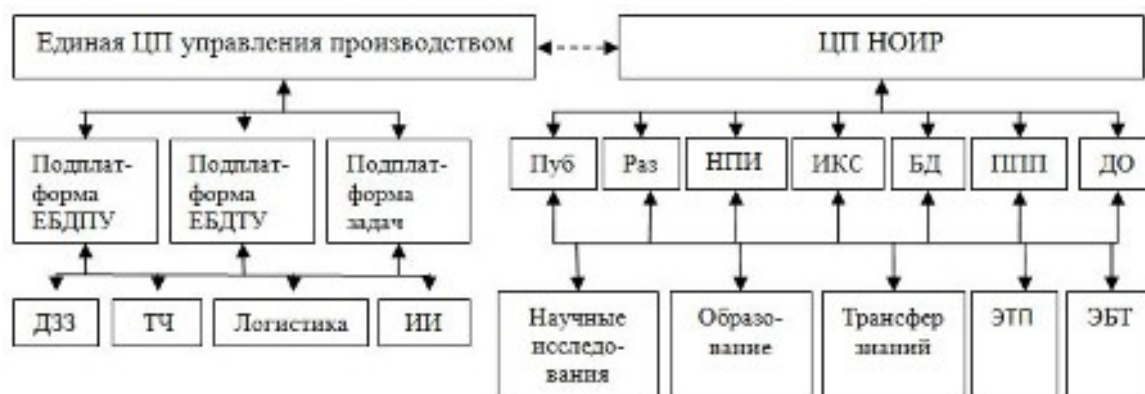 Единая ЦП управления производством
ЦП НОИР
Подплат-
форма
ЕБДПУ
Подплат-
форма
ЕБДТУ
Подплат-
форма
задач
Пуб
Раз
НПИ
ИКС
БД
ППП
ДО
ДЗЗ
ТЧ
Логистика
ИИ
Научные
исследо-
вания
Образо-
вание
Трансфер
знаний
ЭТП
ЭБТ